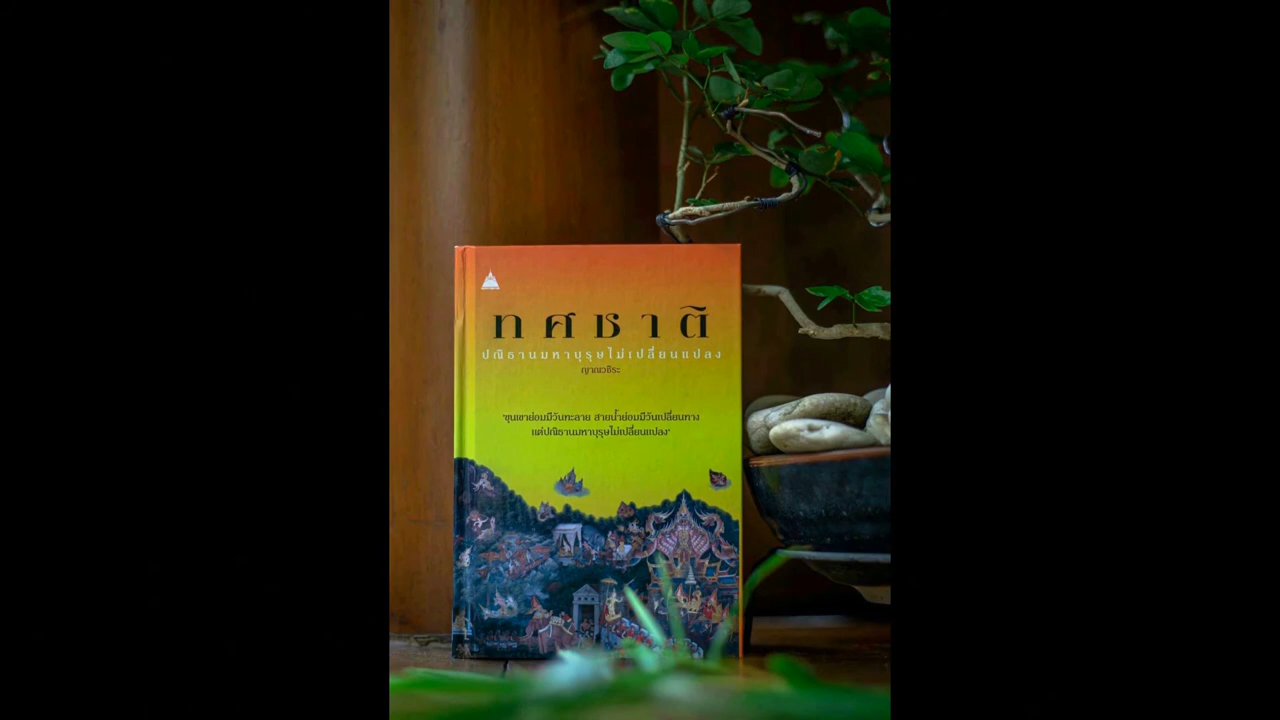 ทศชาติ
ปณิธานมหาบุรุษไม่เปลี่ยนแปลง
ญาณวชิระ
"ขุนเขาย่อมมีวันทะลาย สายน้ำย่อมมีวันเปลี่ยนทาง
แต่ปณิธานมหาบุรุษไม่เปลี่ยนแปลง"